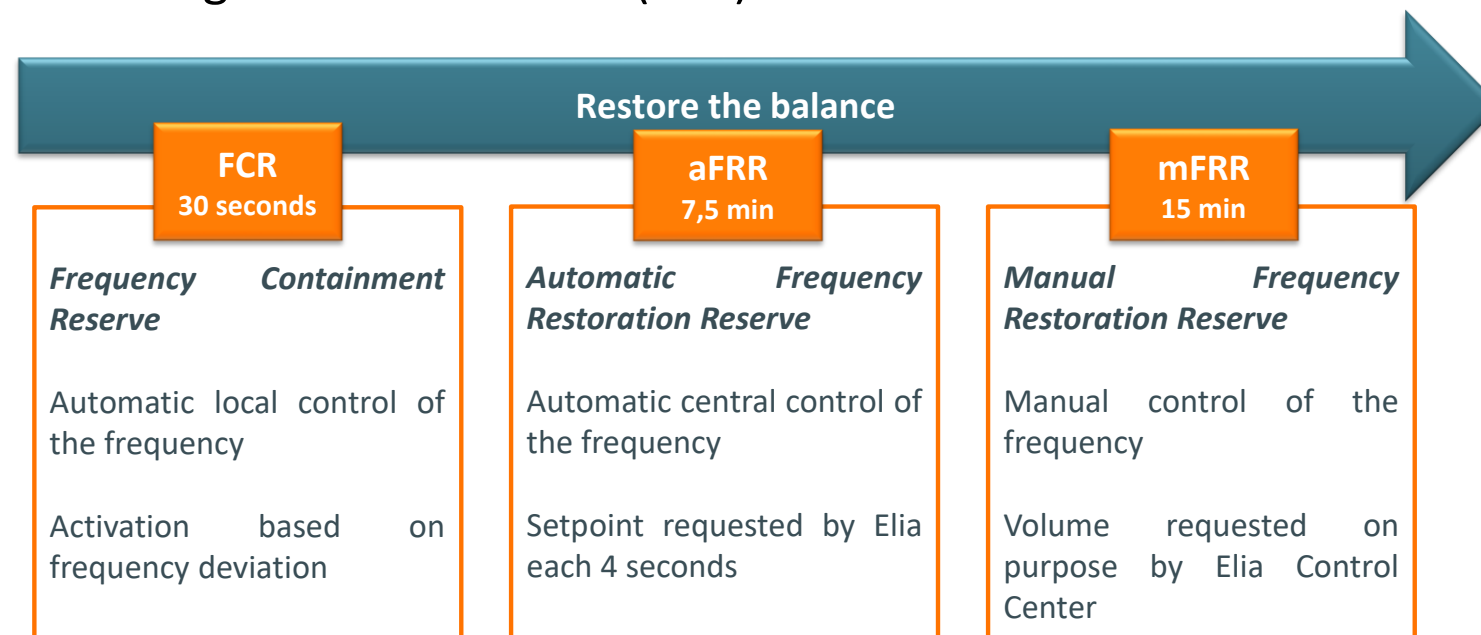 Restore the balance
FCR
30 seconds
Frequency Containment
Reserve
Automatic local control of
the frequency
Activation based on
frequency deviation
aFRR
7,5 min
Automatic Frequency
Restoration Reserve
Automatic central control of
the frequency
Setpoint requested by Elia
each 4 seconds
mFRR
15 min
Manual Frequency
Restoration Reserve
Manual control of the
frequency
Volume requested on
purpose by Elia Control
Center